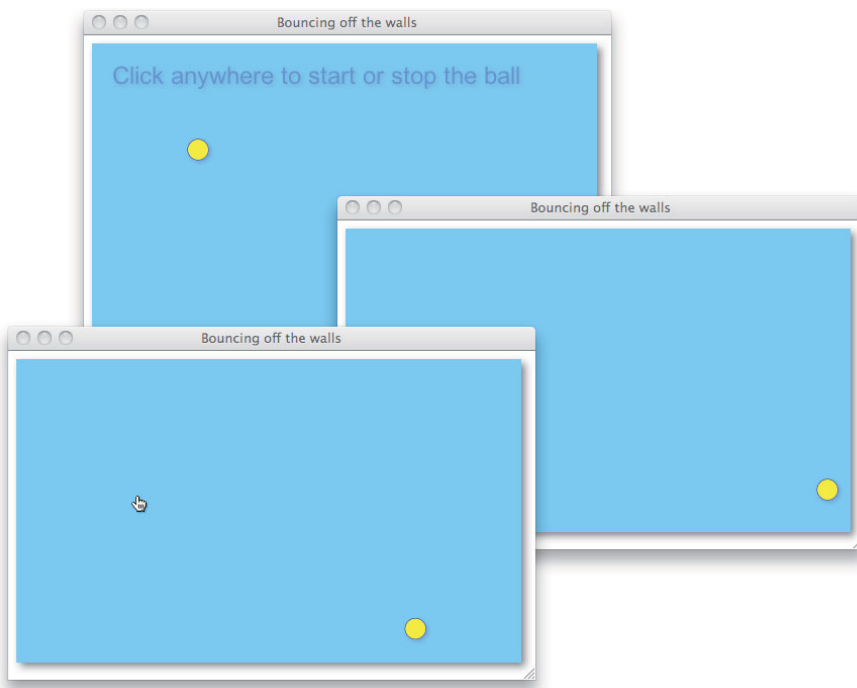 Bouncing off the walls
Click anywhere to start or stop the ball
Bouncing off the walls
Bouncing off the walls